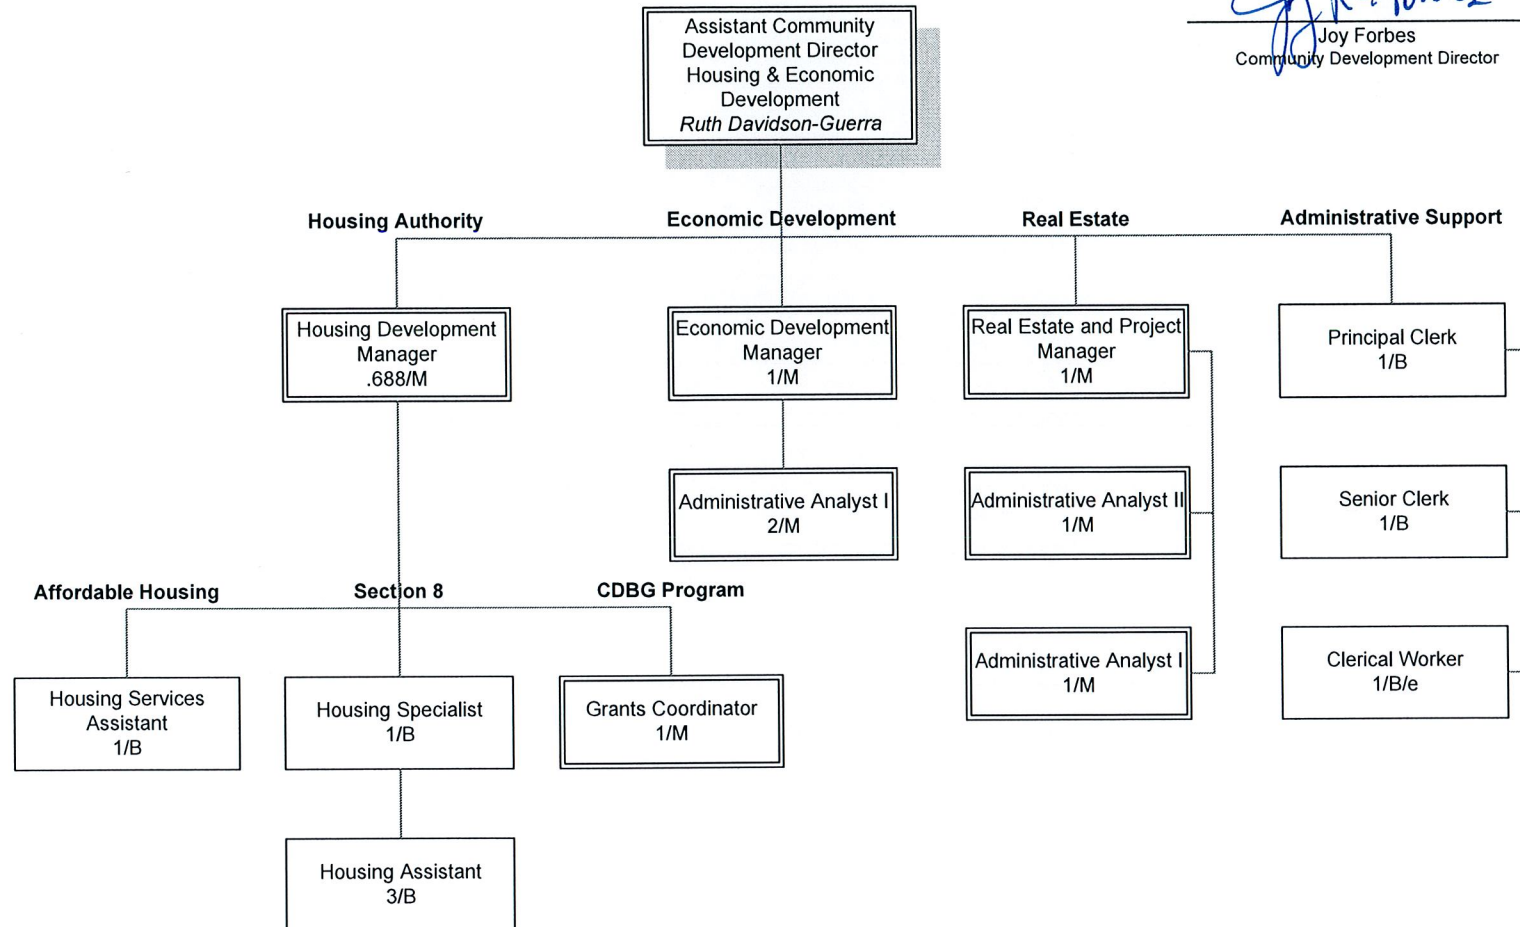 Assistant Community
Development Director
Housing & Economic
Development
Ruth Davidson-Guerra
Joy Forbes
Community Development Director
Housing Authority
Economic Development
Real Estate
Administrative Support
Housing Development
Manager
.688/M
Economic Development
Manager
1/M
Real Estate and Project
Manager
1/M
Principal Clerk
1/B
Administrative Analyst I
2/M
Administrative Analyst II
1/M
Senior Clerk
1/B
Affordable Housing
Section 8
CDBG Program
Housing Services
Assistant
1/B
Housing Specialist
1/B
Grants Coordinator
1/M
Administrative Analyst I
1/M
Clerical Worker
1/B/e
Housing Assistant
3/B